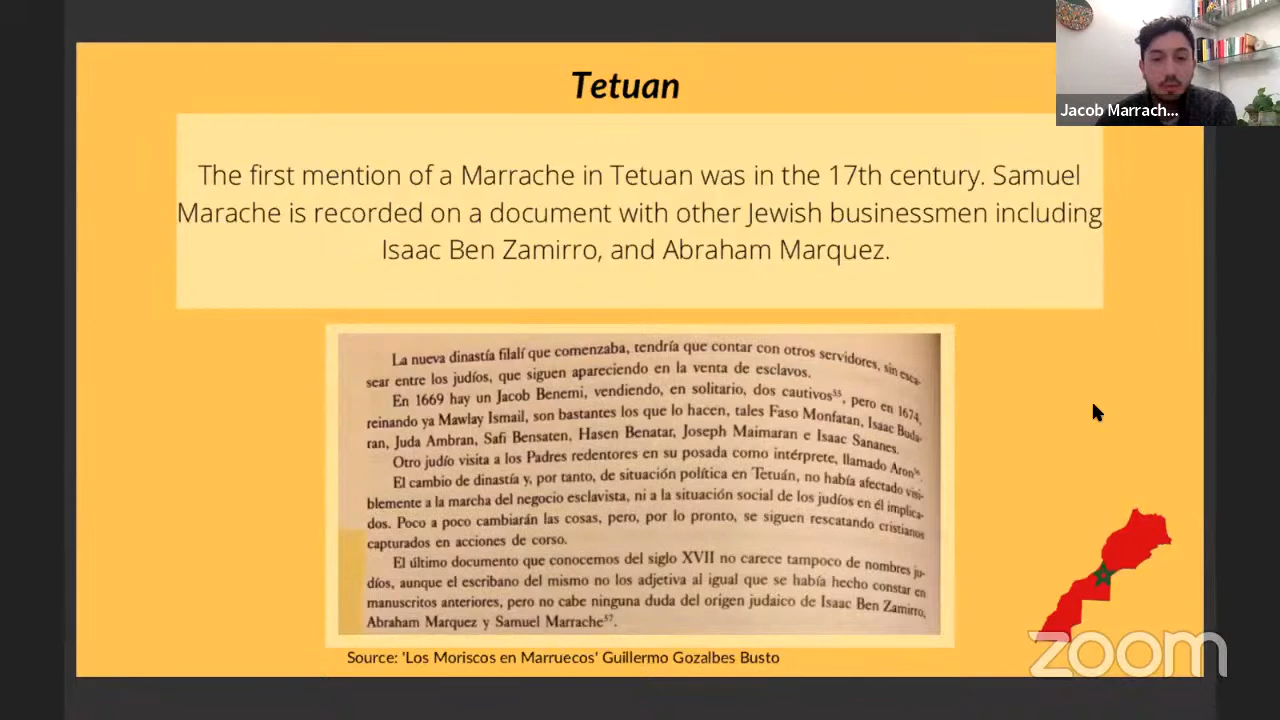 Tetuan
Jacob Marrach...
The first mention of a Marrache in Tetuan was in the 17th century. Samuel
Marache is recorded on a document with other Jewish businessmen including
Isaac Ben Zamirro, and Abraham Marquez.
La nueva dinastía filalí que comenzaba, tendría que contar con otros servidores, sin esca-
sear entre los judíos, que siguen apareciendo en la venta de esclavos.
En 1669 hay un Jacob Benemi, vendiendo, en solitario, dos cautivos⁵⁵, pero en 1674,
reinando ya Mawlay Ismail, son bastantes los que lo hacen, tales Faso Monfatan, Isaac Buda-
ran, Juda Ambran, Safi Bensaten, Hasen Benatar, Joseph Maimaran e Isaac Sananes.
Otro judío visita a los Padres redentores en su posada como intérprete, llamado Aron⁵⁶.
El cambio de dinastía y, por tanto, de situación política en Tetuán, no había afectado visi-
blemente a la marcha del negocio esclavista, ni a la situación social de los judíos en él implica-
dos. Poco a poco cambiarán las cosas, pero, por lo pronto, se siguen rescatando cristianos
capturados en acciones de corso.
El último documento que conocemos del siglo XVII no carece tampoco de nombres ju-
díos, aunque el escribano del mismo no los adjetiva al igual que se había hecho constar en
manuscritos anteriores, pero no cabe ninguna duda del origen judaico de Isaac Ben Zamirro,
Abraham Marquez y Samuel Marrache⁵⁷.
Source: 'Los Moriscos en Marruecos' Guillermo Gozalbes Busto
zoom